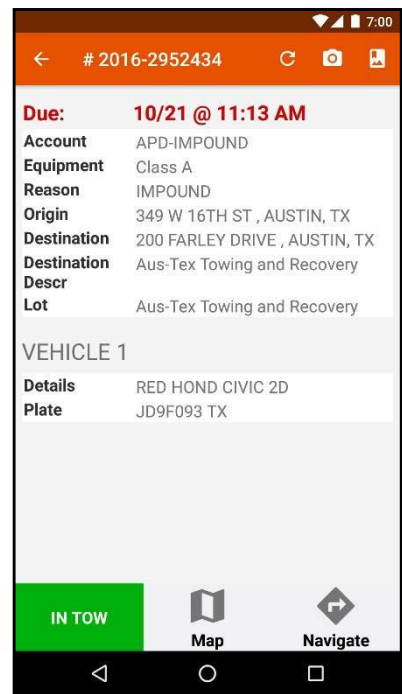 7:00
# 2016-2952434
Due: 10/21 @ 11:13 AM
Account APD-IMPOUND
Equipment Class A
Reason IMPOUND
Origin 349 W 16TH ST , AUSTIN, TX
Destination 200 FARLEY DRIVE , AUSTIN, TX
Destination Aus-Tex Towing and Recovery
Descr
Lot Aus-Tex Towing and Recovery
VEHICLE 1
Details RED HOND CIVIC 2D
Plate JD9F093 TX
IN TOW
Map
Navigate